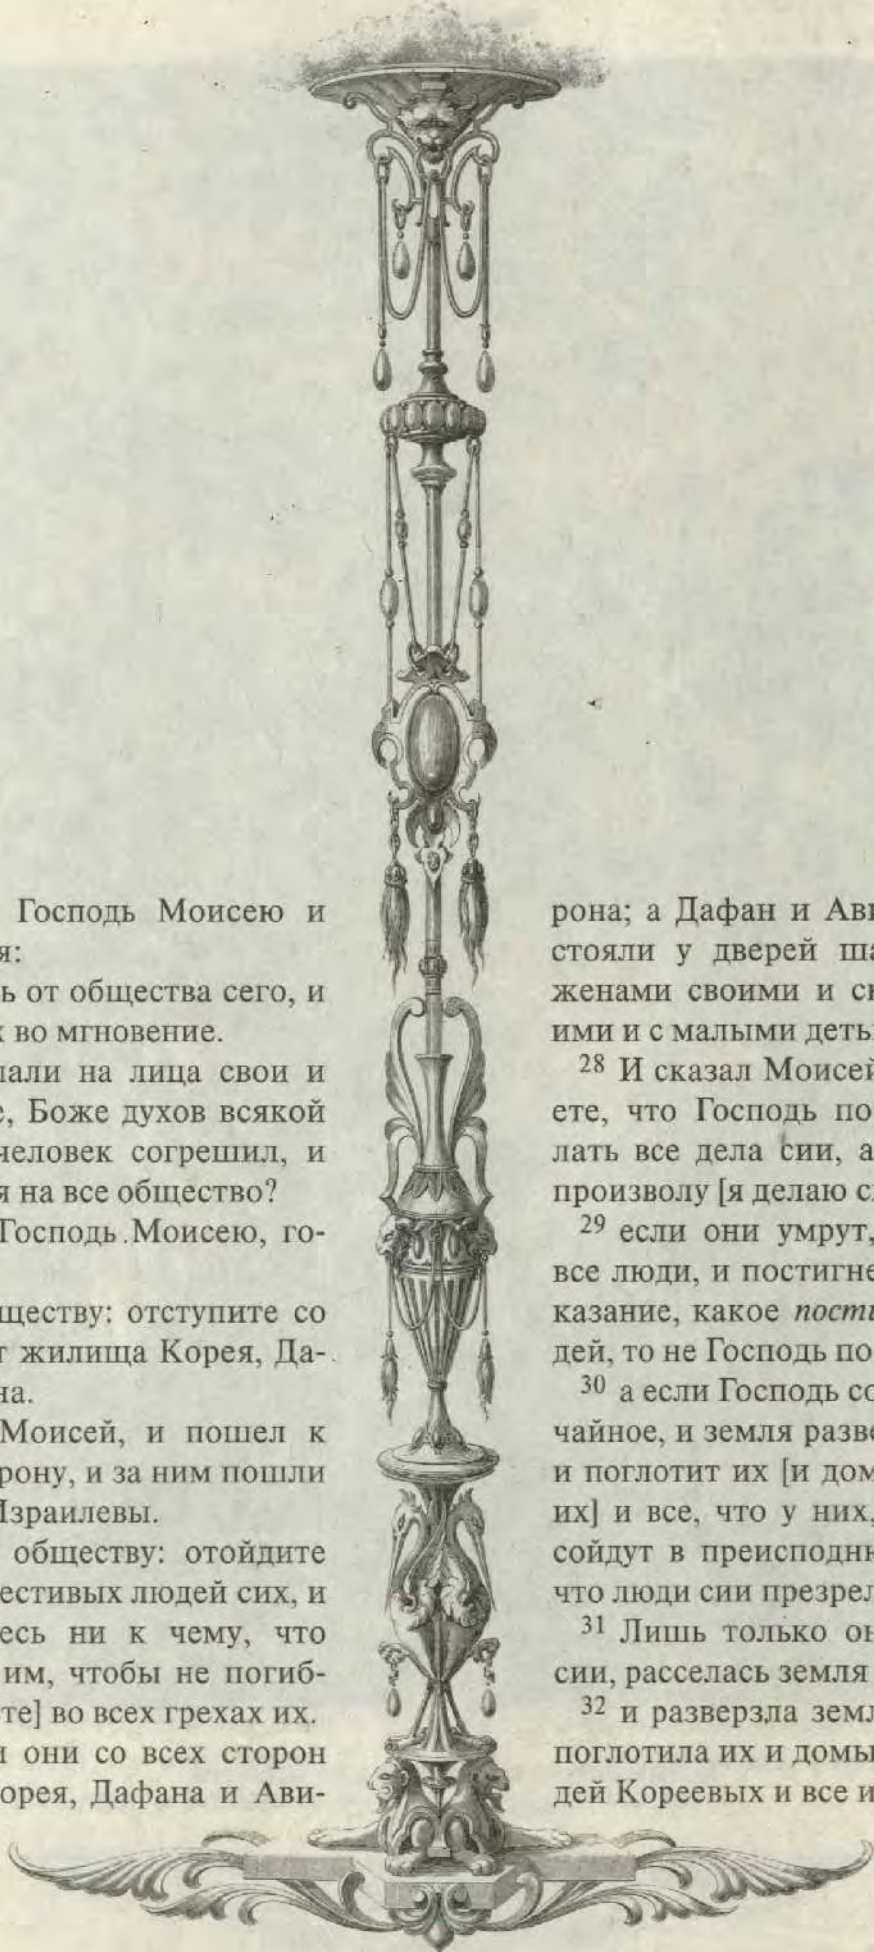 Господь Моисею и
я:
ь от общества сего, и
х во мгновение.
пали на лица свои и
е, Боже духов всякой
человек согрешил, и
я на все общество?
Господь Моисею, го-
ществу: отступите со
т жилища Корея, Да-
на.
Моисей, и пошел к
рону, и за ним пошли
Израилевы.
обществу: отойдите
естивых людей сих, и
есь ни к чему, что
им, чтобы не погиб-
те] во всех грехах их.
и они со всех сторон
орея, Дафана и Ави-
рона; а Дафан и Ави
стояли у дверей ша
женами своими и с
ими и с малыми деть
28 И сказал Моисей
ете, что Господь по
лать все дела сии, а
произволу [я делаю с
29 если они умрут,
все люди, и постигне
казание, какое пости
дей, то не Господь по
30 а если Господь со
чайное, и земля разве
и поглотит их [и дом
их] и все, что у них,
сойдут в преисподн
что люди сии презрел
31 Лишь только он
сии, расселась земля
32 и разверзла земл
поглотила их и домы
дей Кореевых и все и